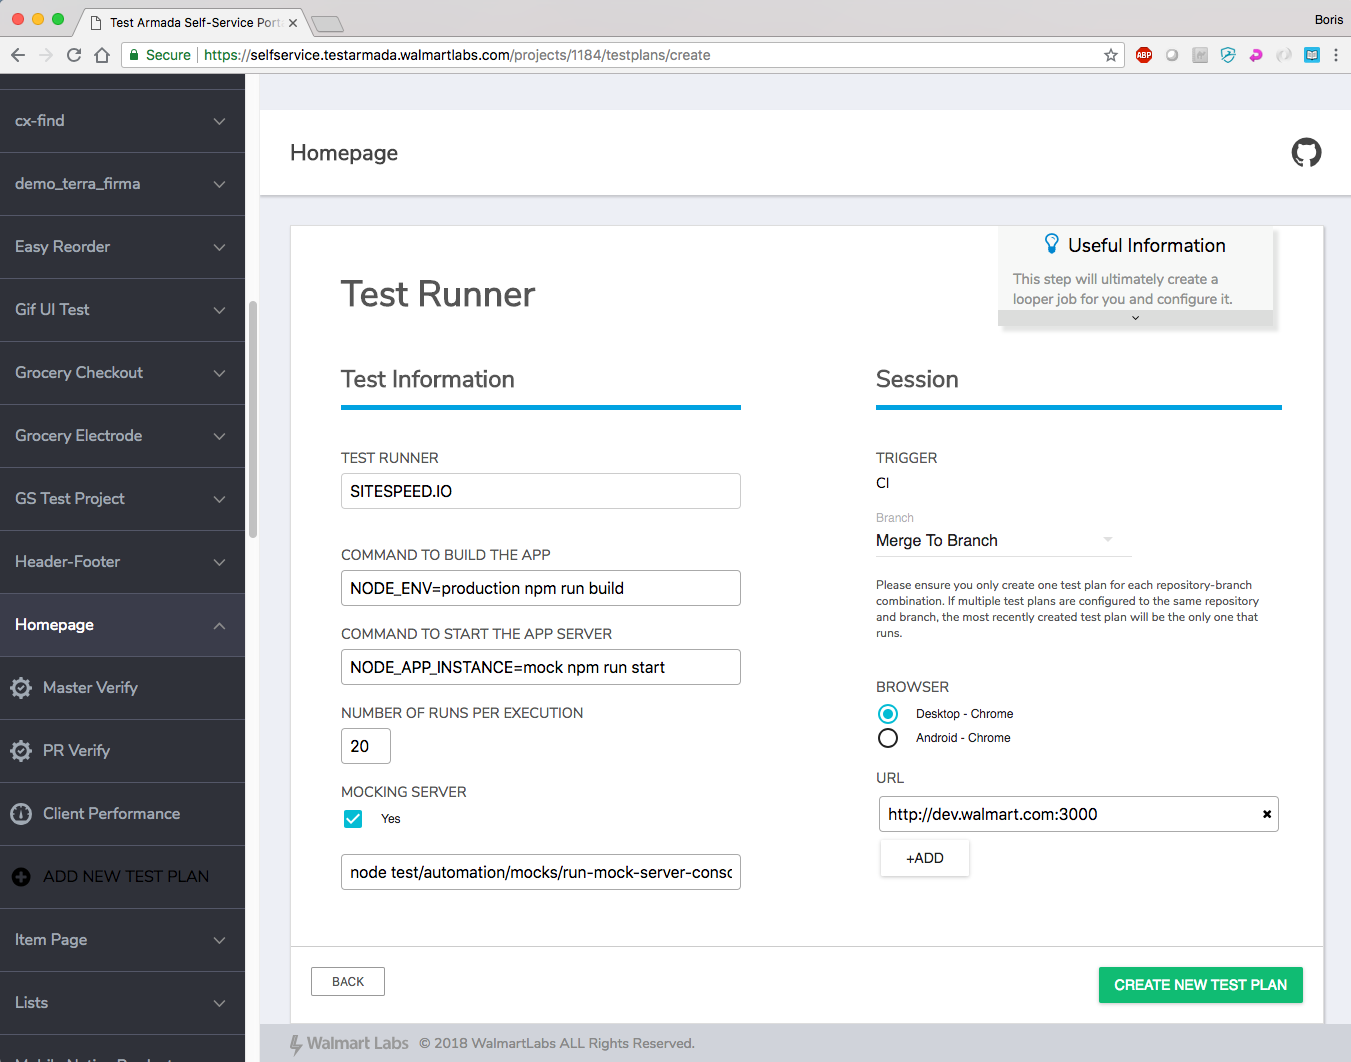 Test Armada Self-Service Port
Boris
Secure
https://selfservice.testarmada.walmartlabs.com/projects/1184/testplans/create
ABP
cx-find
demo_terra_firma
Easy Reorder
Gif UI Test
Grocery Checkout
Grocery Electrode
GS Test Project
Header-Footer
Homepage
Master Verify
PR Verify
Client Performance
ADD NEW TEST PLAN
Item Page
Lists
Homepage
Useful Information
This step will ultimately create a
looper job for you and configure it.
Test Runner
Test Information
TEST RUNNER
SITESPEED.IO
COMMAND TO BUILD THE APP
NODE_ENV=production npm run build
COMMAND TO START THE APP SERVER
NODE_APP_INSTANCE=mock npm run start
NUMBER OF RUNS PER EXECUTION
20
MOCKING SERVER
Yes
node test/automation/mocks/run-mock-server-conso
Session
TRIGGER
CI
Branch
Merge To Branch
Please ensure you only create one test plan for each repository-branch
combination. If multiple test plans are configured to the same repository
and branch, the most recently created test plan will be the only one that
runs.
BROWSER
Desktop - Chrome
Android - Chrome
URL
http://dev.walmart.com:3000
+ADD
BACK
CREATE NEW TEST PLAN
Walmart Labs
© 2018 WalmartLabs ALL Rights Reserved.